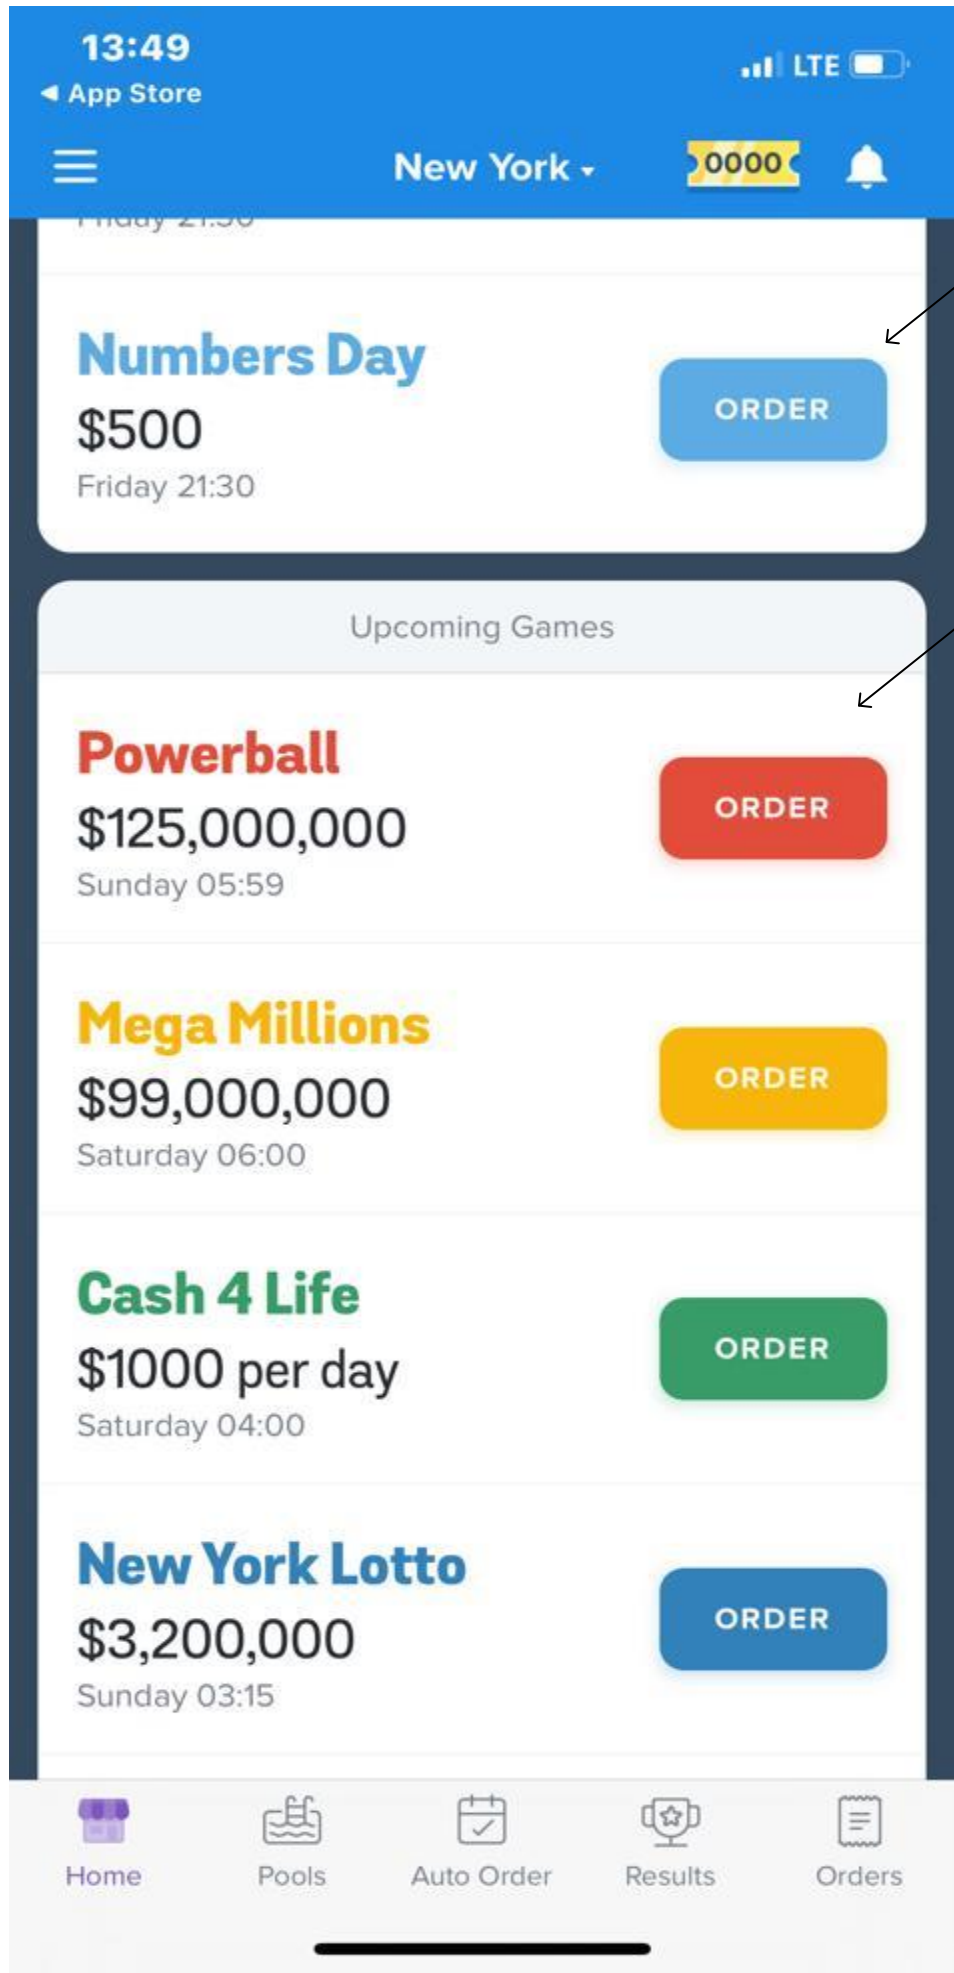 13:49
App Store
LTE
New York
0000
Friday 21:30
Numbers Day
$500
ORDER
Friday 21:30
Upcoming Games
Powerball
$125,000,000
ORDER
Sunday 05:59
Mega Millions
$99,000,000
ORDER
Saturday 06:00
Cash 4 Life
$1000 per day
ORDER
Saturday 04:00
New York Lotto
$3,200,000
ORDER
Sunday 03:15
Home Pools Auto Order Results Orders